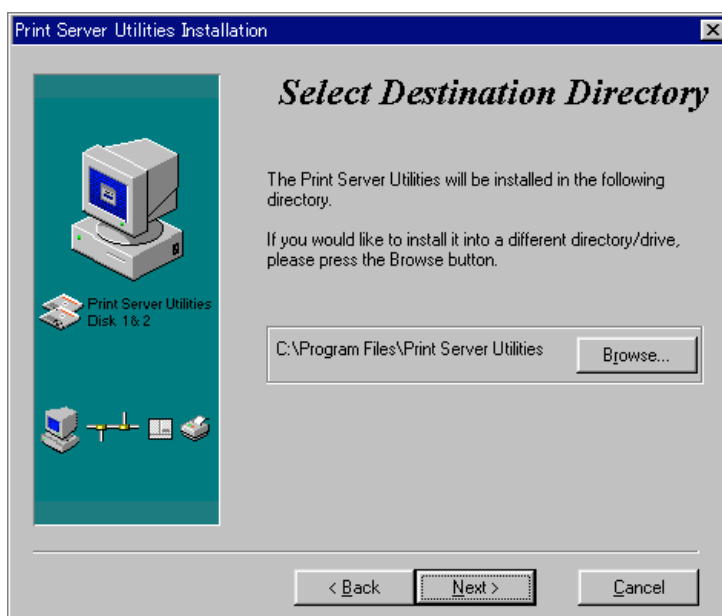 Print Server Utilities Installation
Select Destination Directory
The Print Server Utilities will be installed in the following
directory.
If you would like to install it into a different directory/drive,
please press the Browse button.
Print Server Utilities
Disk 1 & 2
C:\Program Files\Print Server Utilities
Browse...
< Back
Next >
Cancel